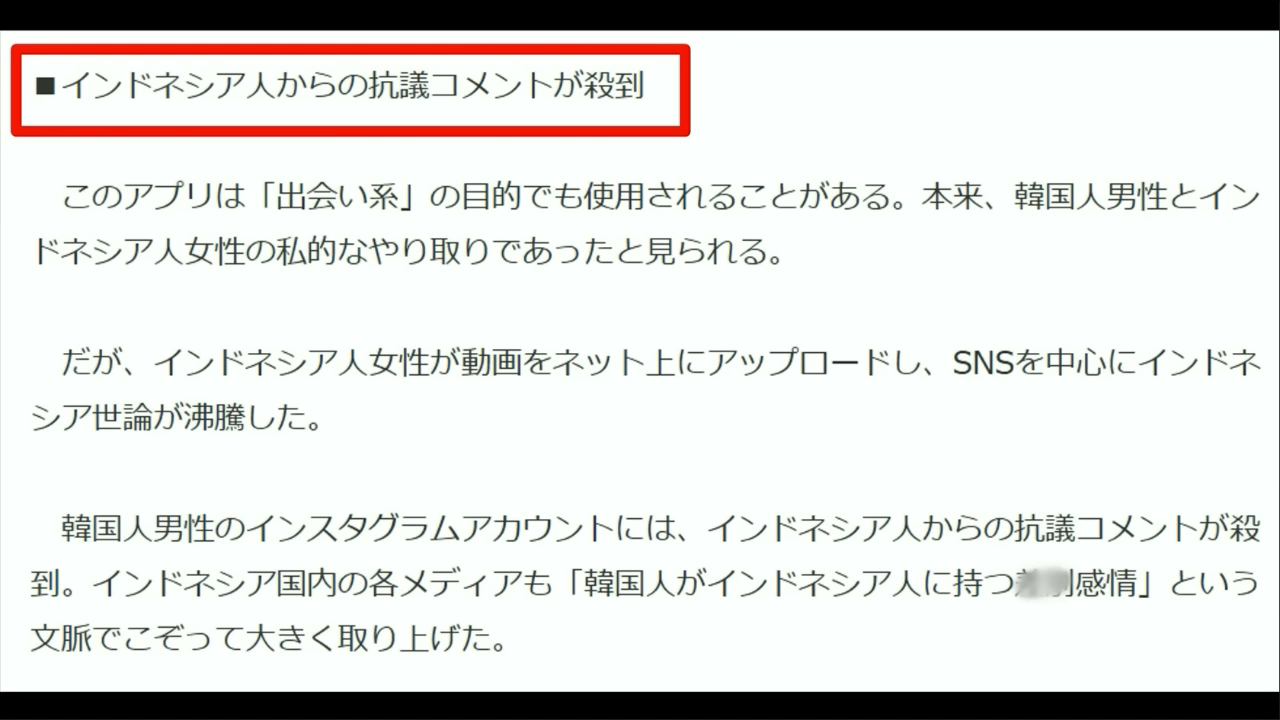 ■インドネシア人からの抗議コメントが殺到
このアプリは「出会い系」の目的でも使用されることがある。本来、韓国人男性とイン
ドネシア人女性の私的なやり取りであったと見られる。
だが、インドネシア人女性が動画をネット上にアップロードし、SNSを中心にインドネ
シア世論が沸騰した。
韓国人男性のインスタグラムアカウントには、インドネシア人からの抗議コメントが殺
到。インドネシア国内の各メディアも「韓国人がインドネシア人に持つ感情」という
文脈でこぞって大きく取り上げた。